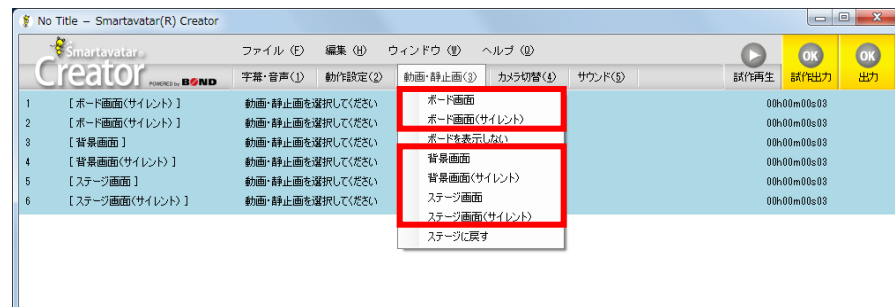 No Title – Smartavatar(R) Creator
Smartavatar
Creator POWERED by BOND
ファイル (F) 編集 (H) ウィンドウ (W) ヘルプ (Q)
字幕・音声(1) 動作設定(2) 動画・静止画(3) カメラ切替(4) サウンド(5)
試作再生 OK 試作出力 OK 出力
1 [ ボード画面(サイレント) ] 動画・静止画を選択してください 00h00m00s03
2 [ ボード画面(サイレント) ] 動画・静止画を選択してください 00h00m00s03
3 [ 背景画面 ] 動画・静止画を選択してください 00h00m00s03
4 [ 背景画面(サイレント) ] 動画・静止画を選択してください 00h00m00s03
5 [ ステージ画面 ] 動画・静止画を選択してください 00h00m00s03
6 [ ステージ画面(サイレント) ] 動画・静止画を選択してください 00h00m00s03
ボード画面
ボード画面(サイレント)
ボードを表示しない
背景画面
背景画面(サイレント)
ステージ画面
ステージ画面(サイレント)
ステージに戻す